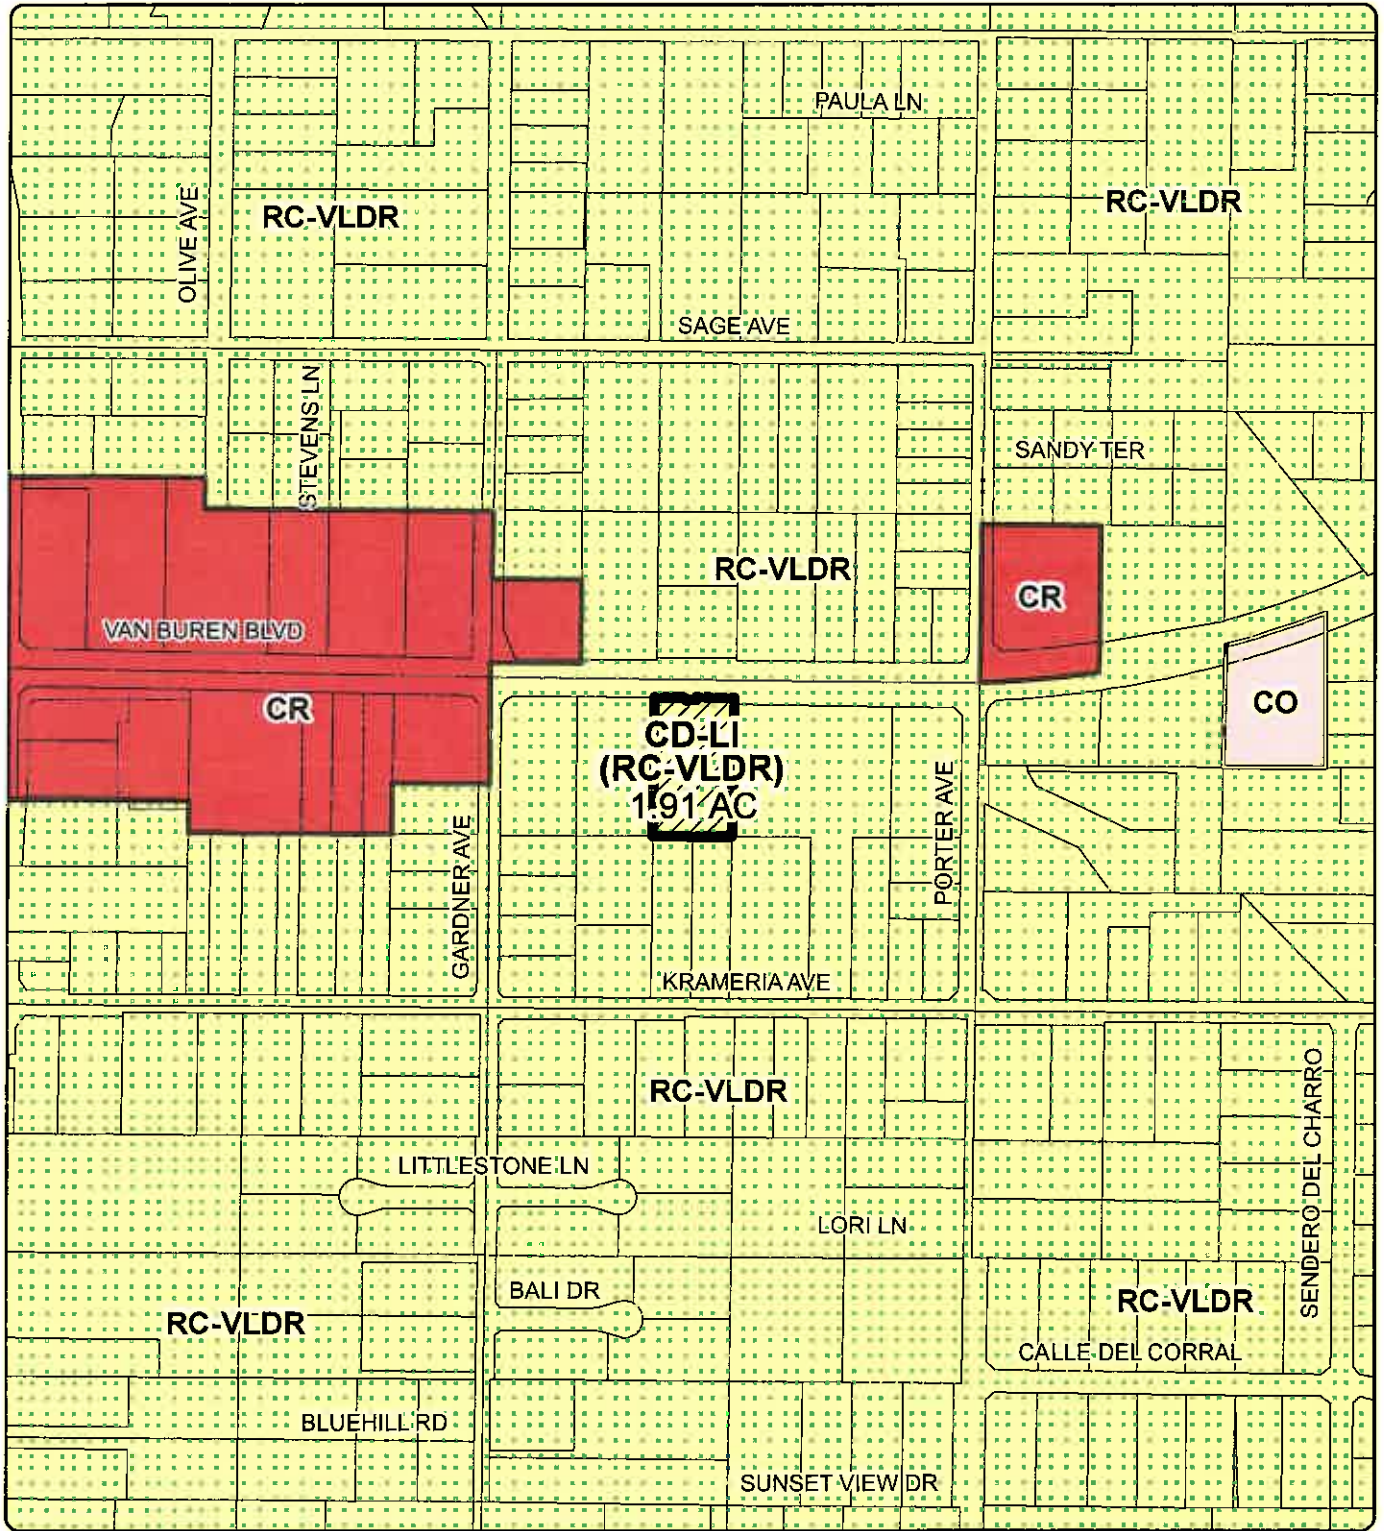 PAULA LN
OLIVE AVE
RC-VLDR
RC-VLDR
SAGE AVE
STEVENS LN
SANDY TER
RC-VLDR
CR
VAN BUREN BLVD
CR
CO
CD-LI
(RC-VLDR)
1.91 AC
GARDNER AVE
PORTER AVE
KRAMERIA AVE
RC-VLDR
SENDERO DEL CHARRO
LITTLESTONE LN
LORI LN
BALI DR
RC-VLDR
RC-VLDR
CALLE DEL CORRAL
BLUEHILL RD
SUNSET VIEW DR